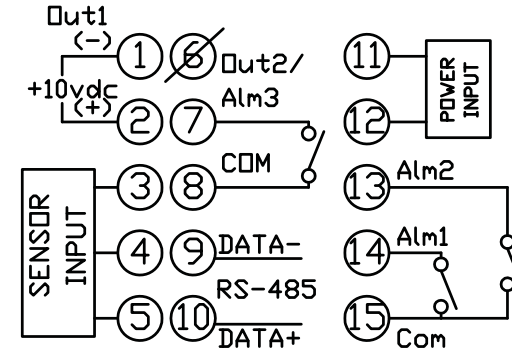 Out1
(-)
+10vdc
(+)
1
2
3
4
5
SENSOR
INPUT
6
7
8
9
10
Out2/
Alm3
COM
DATA-
RS-485
DATA+
11
12
13
14
15
POWER
INPUT
Alm2
Alm1
Com